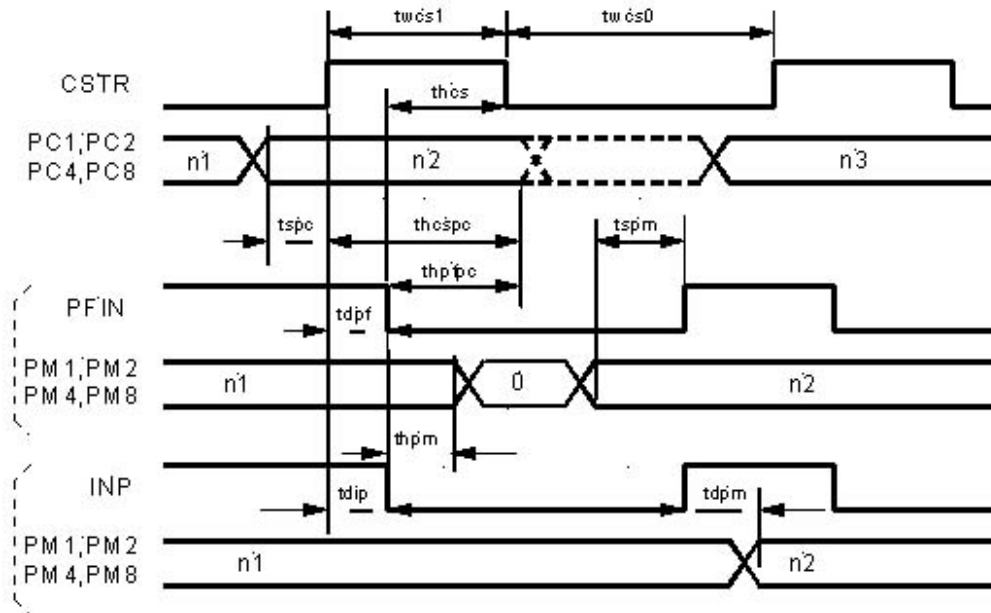 twcs1 twcs0
CSTR
thcs
PC1,PC2
PC4,PC8
n1 n2 n3
tspc thcspc tspm
thpfpc
PFIN
tdpf
PM1,PM2
PM4,PM8
n1 0 n2
thpm
INP
tdip tdpm
PM1,PM2
PM4,PM8
n1 n2